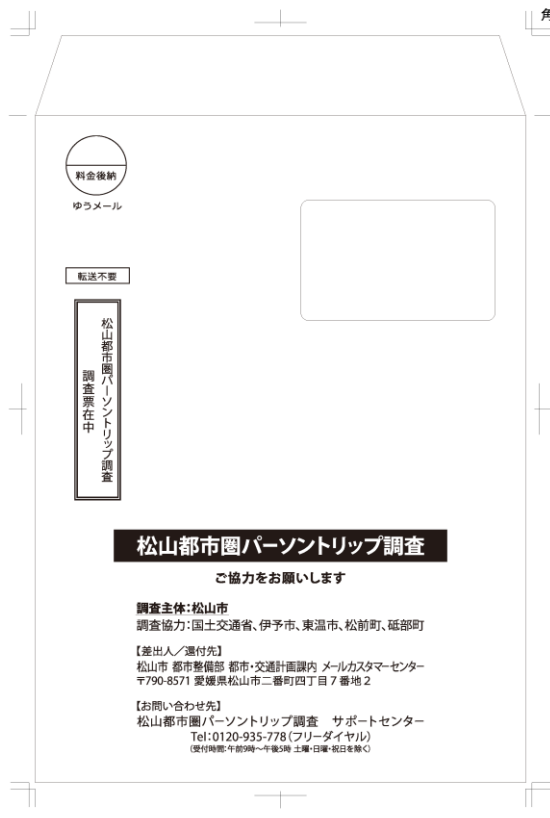 角
料金後納
ゆうメール
転送不要
松山都市圏パーソントリップ調査
調査票在中
松山都市圏パーソントリップ調査
ご協力をお願いします
調査主体:松山市
調査協力:国土交通省、伊予市、東温市、松前町、砥部町
【差出人/還付先】
松山市 都市整備部 都市・交通計画課内 メールカスタマーセンター
〒790-8571 愛媛県松山市二番町四丁目7番地2
【お問い合わせ先】
松山都市圏パーソントリップ調査 サポートセンター
Tel:0120-935-778(フリーダイヤル)
(受付時間:午前9時~午後5時 土曜・日曜・祝日を除く)